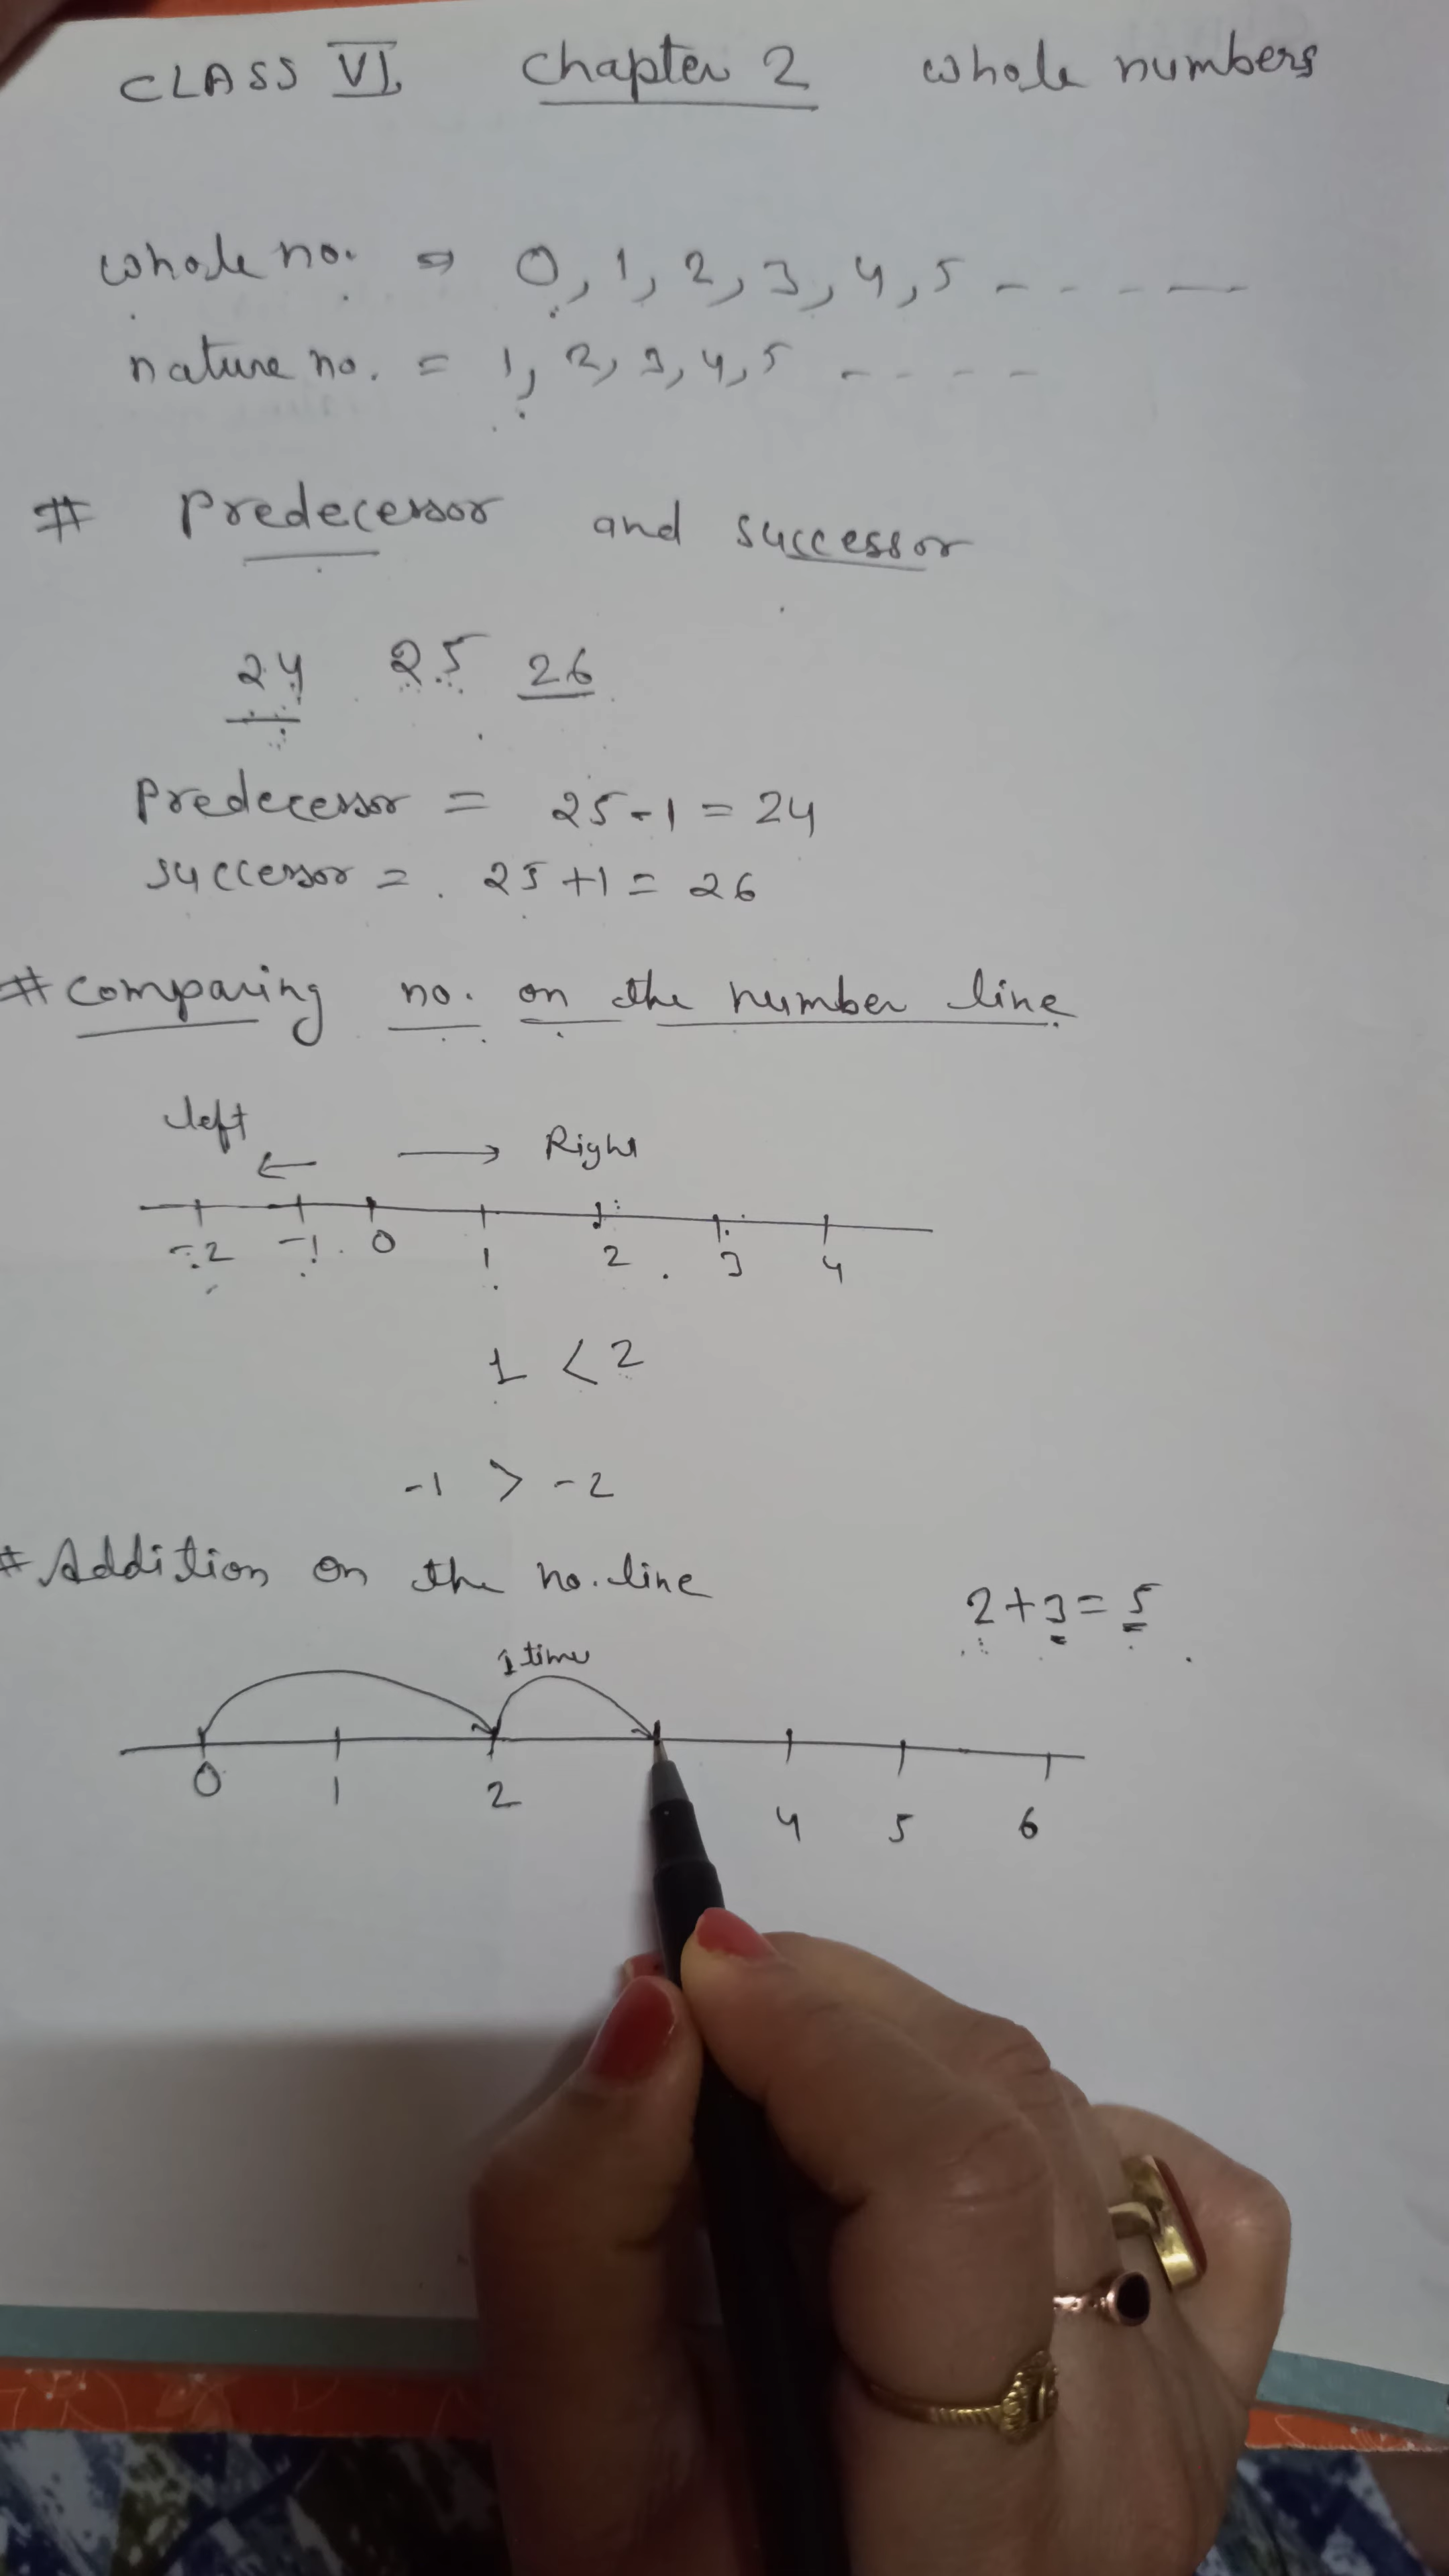 CLASS VI Chapter 2 whole numbers
whole no. ⇒ 0, 1, 2, 3, 4, 5 - - - - -
nature no. = 1, 2, 3, 4, 5 - - - -
# Predecessor and successor
24 25 26
Predecessor = 25 - 1 = 24
successor = 25 + 1 = 26
# Comparing no. on the number line
left ← → Right
-2 -1 0 1 2 3 4
1 < 2
-1 > -2
# Addition on the no. line
2 + 3 = 5
1 time
0 1 2 4 5 6